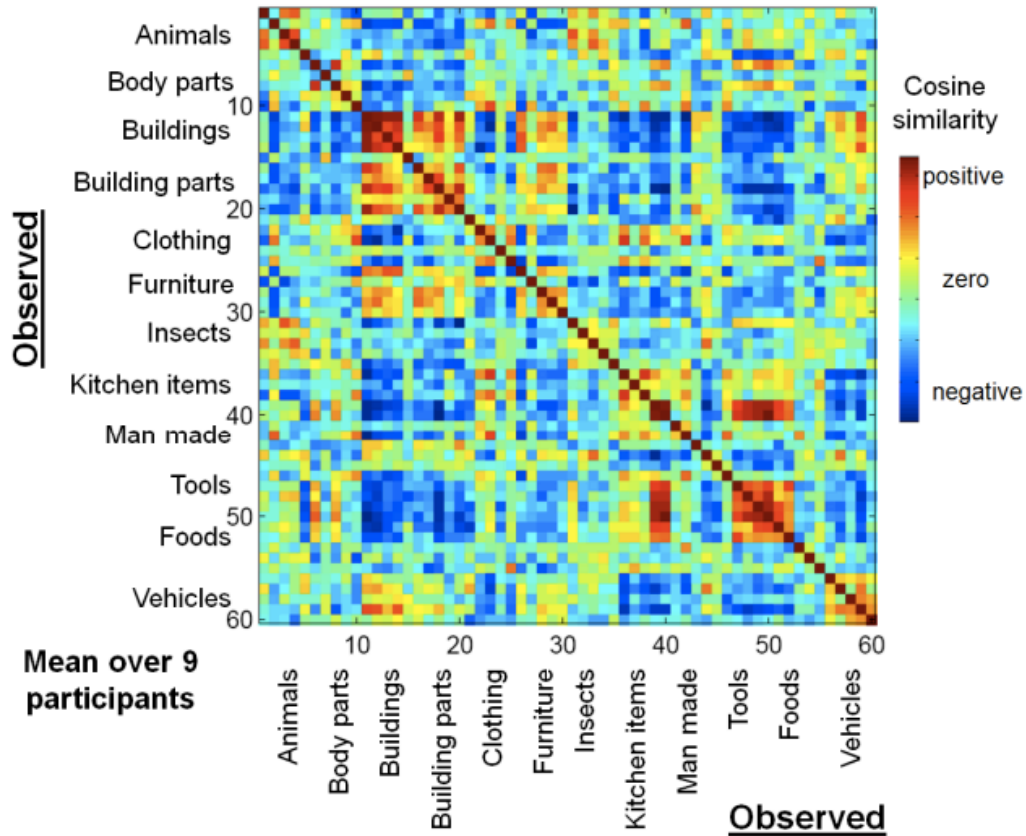 Animals
Body parts
10
Buildings
Building parts
20
Clothing
Furniture
30
Insects
Kitchen items
40
Man made
Tools
50
Foods
Vehicles
60
Observed
Cosine
similarity
positive
zero
negative
10
20
30
40
50
60
Mean over 9
participants
Animals
Body parts
Buildings
Building parts
Clothing
Furniture
Insects
Kitchen items
Man made
Tools
Foods
Vehicles
Observed